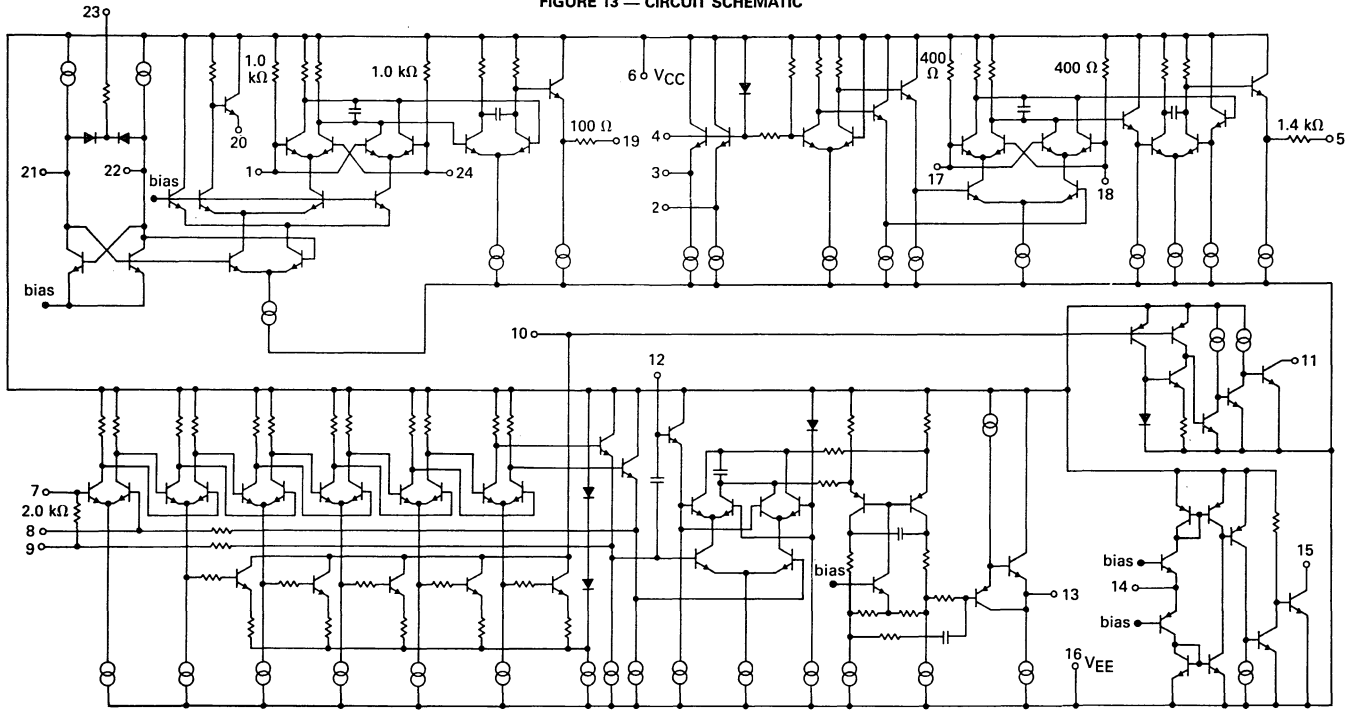 FIGURE 13 — CIRCUIT SCHEMATIC
23
1.0 kΩ
1.0 kΩ
20
100 Ω
19
6 VCC
4
3
2
400 Ω
400 Ω
1.4 kΩ
5
21
22
bias
1
24
17
18
bias
10
12
11
7
2.0 kΩ
8
9
bias
13
bias
14
bias
15
16 VEE